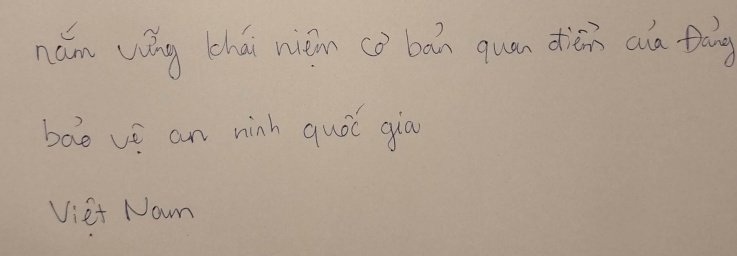 nắm vững khái niệm cơ bản quan điểm của Đảng
bảo vệ an ninh quốc gia
Việt Nam